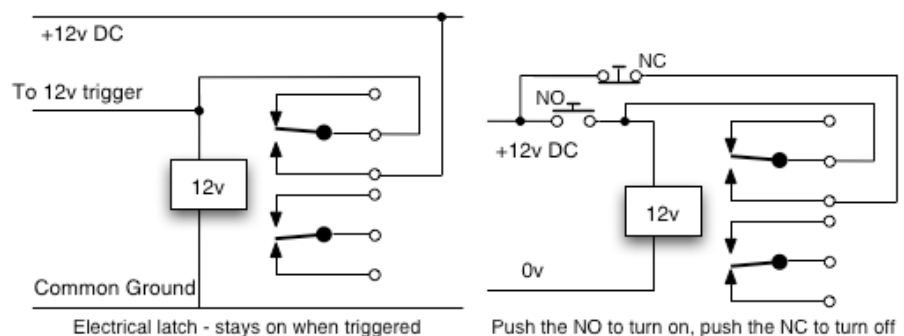 +12v DC
To 12v trigger
12v
Common Ground
Electrical latch - stays on when triggered
NC
NO
+12v DC
12v
0v
Push the NO to turn on, push the NC to turn off